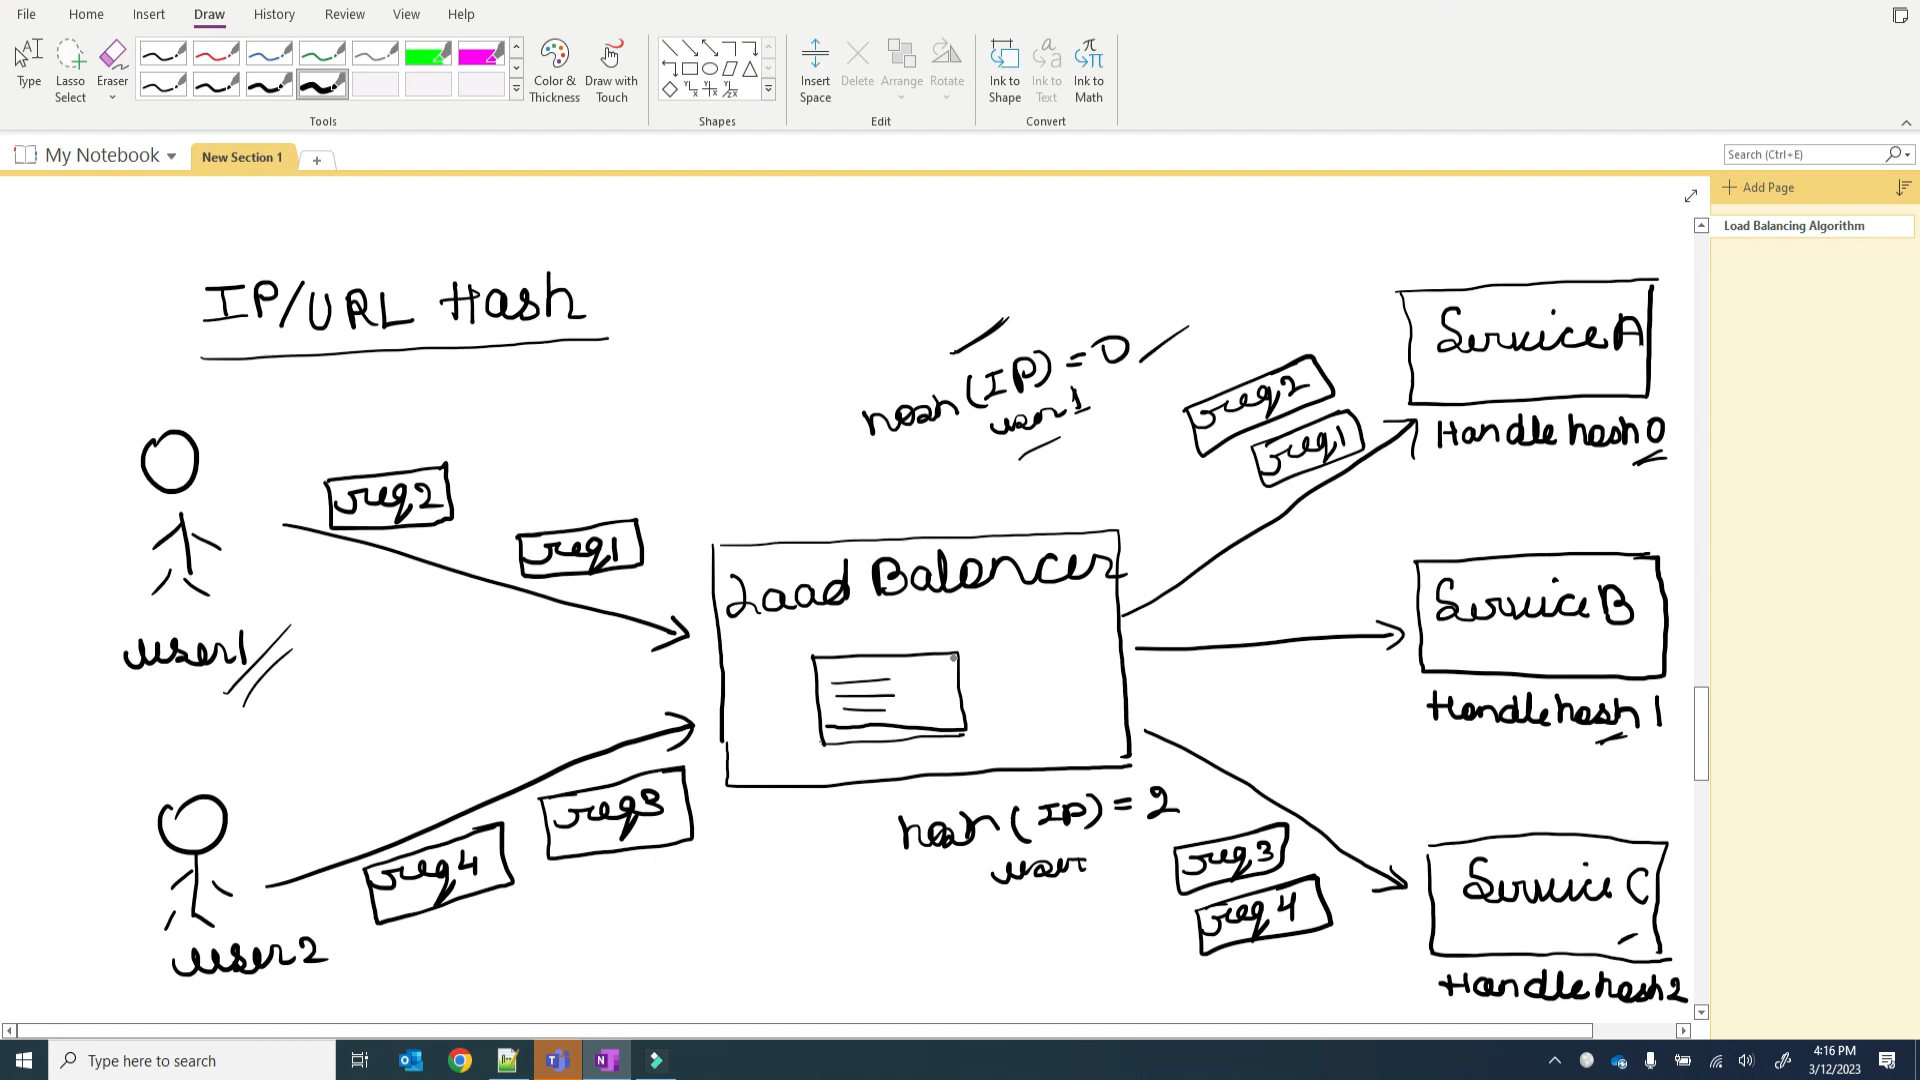 File Home Insert Draw History Review View Help
Type
Lasso Select
Eraser
Color & Thickness
Draw with Touch
Insert Space
Delete
Arrange
Rotate
Ink to Shape
Ink to Text
Ink to Math
Tools
Shapes
Edit
Convert
My Notebook
New Section 1
Search (Ctrl+E)
Add Page
Load Balancing Algorithm
IP/URL Hash
hash (IP) = 0
user1
req2
req1
Service A
Handle hash 0
req2
req1
user1
Load Balancer
Service B
Handle hash 1
req3
req4
user2
hash (IP) = 2
user
req3
req4
Service C
Handle hash 2
Type here to search
4:16 PM
3/12/2023